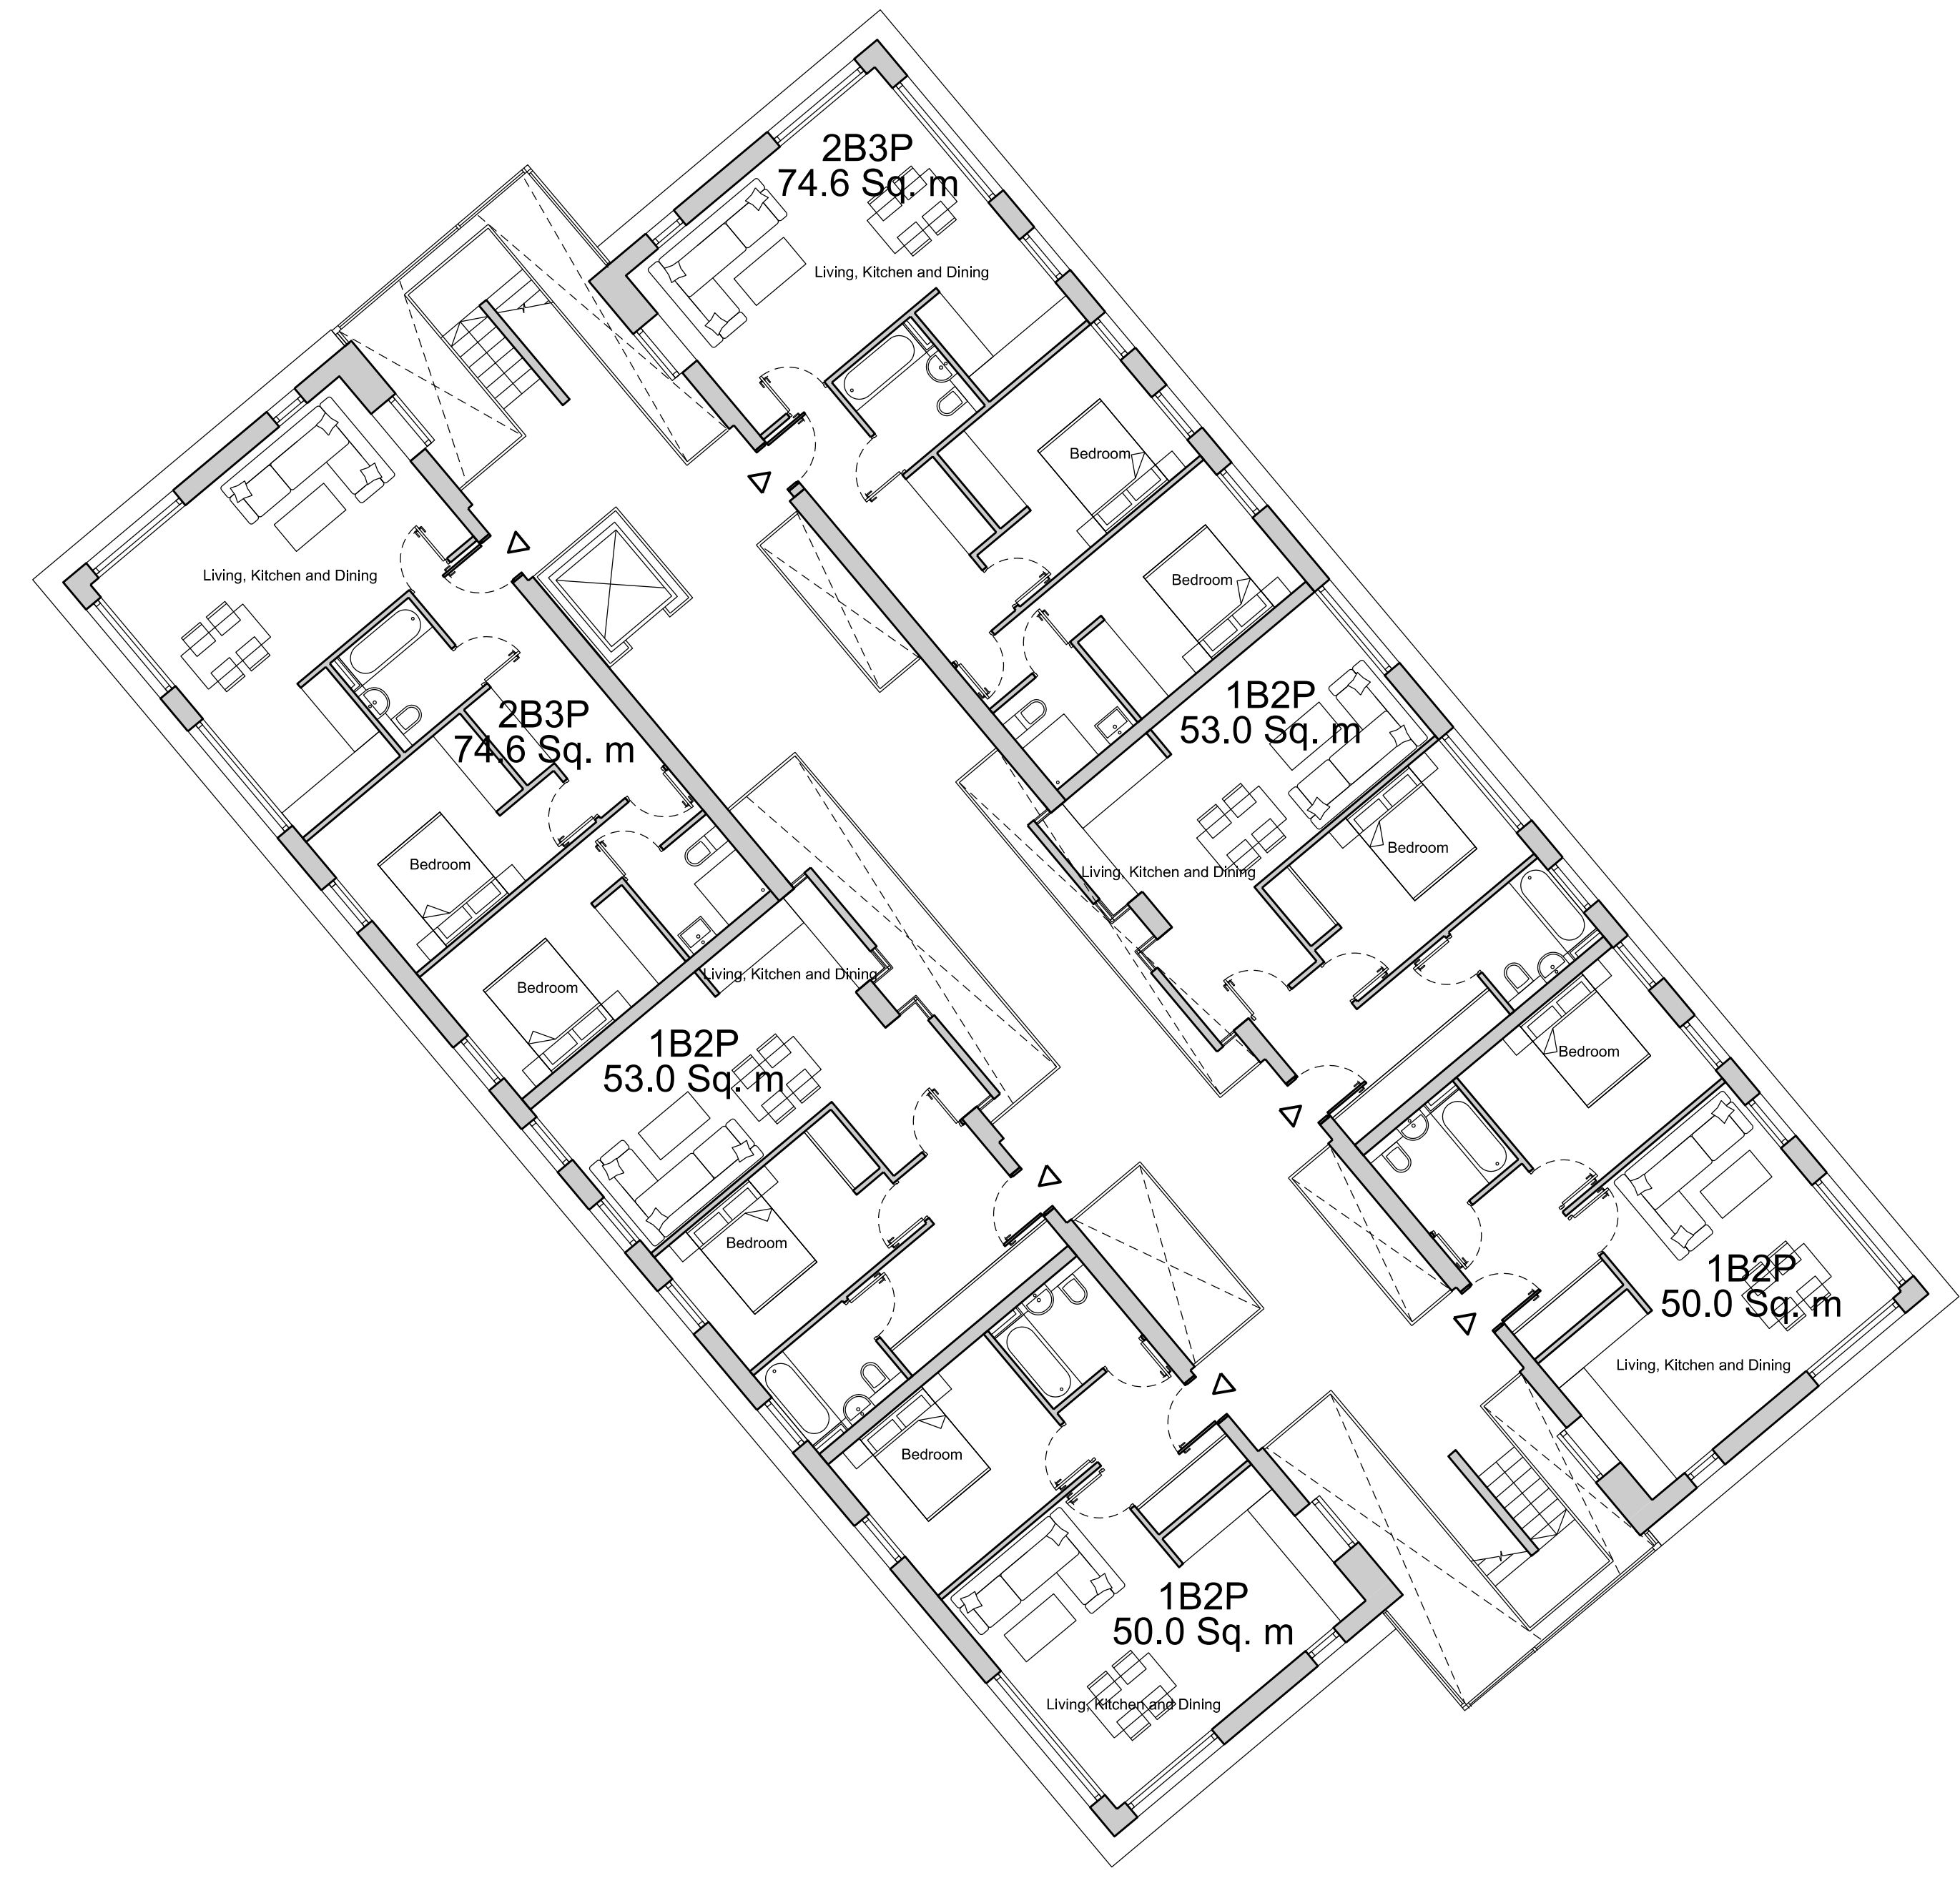 2B3P
74.6 Sq. m
Living, Kitchen and Dining
Bedroom
Living, Kitchen and Dining
Bedroom
1B2P
53.0 Sq. m
2B3P
74.6 Sq. m
Bedroom
Living, Kitchen and Dining
Bedroom
Living, Kitchen and Dining
Bedroom
1B2P
53.0 Sq. m
Bedroom
Bedroom
1B2P
50.0 Sq. m
Living, Kitchen and Dining
Bedroom
1B2P
50.0 Sq. m
Living, Kitchen and Dining